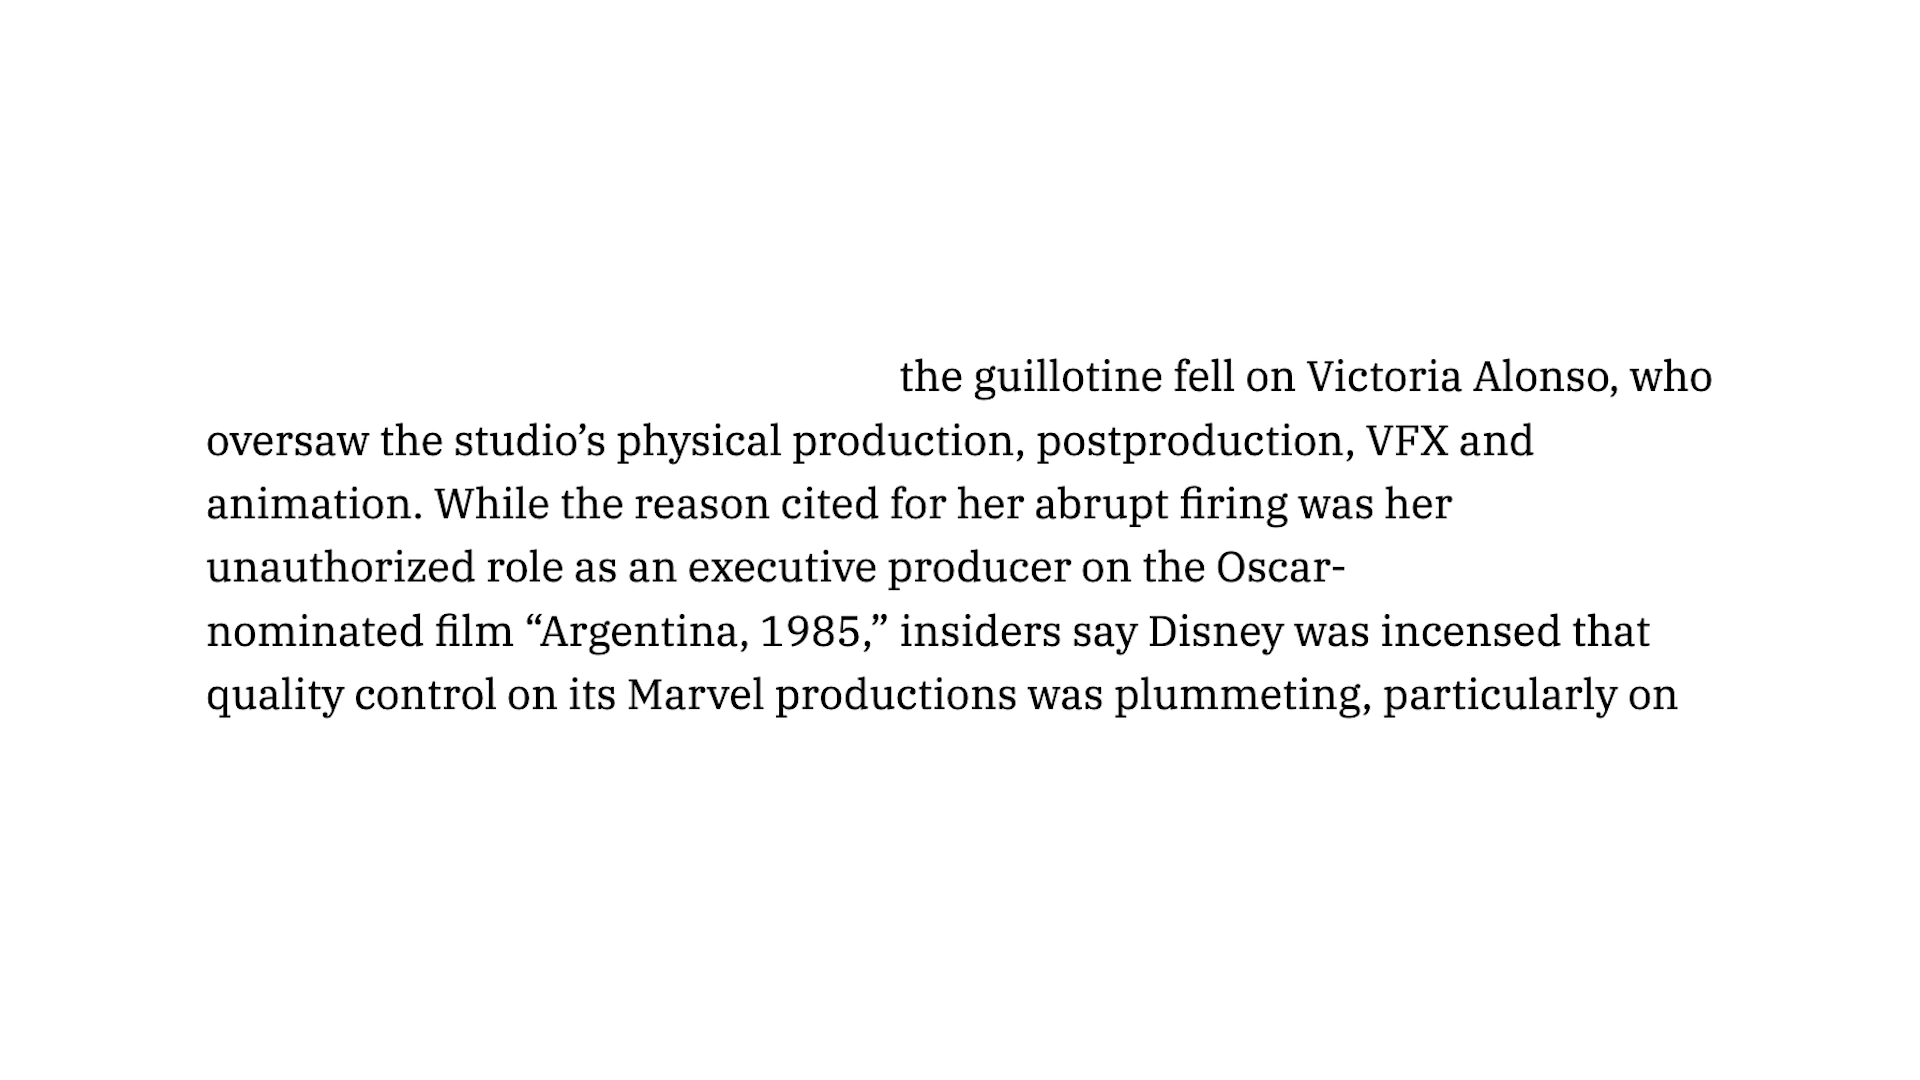 the guillotine fell on Victoria Alonso, who
oversaw the studio’s physical production, postproduction, VFX and
animation. While the reason cited for her abrupt firing was her
unauthorized role as an executive producer on the Oscar-
nominated film “Argentina, 1985,” insiders say Disney was incensed that
quality control on its Marvel productions was plummeting, particularly on